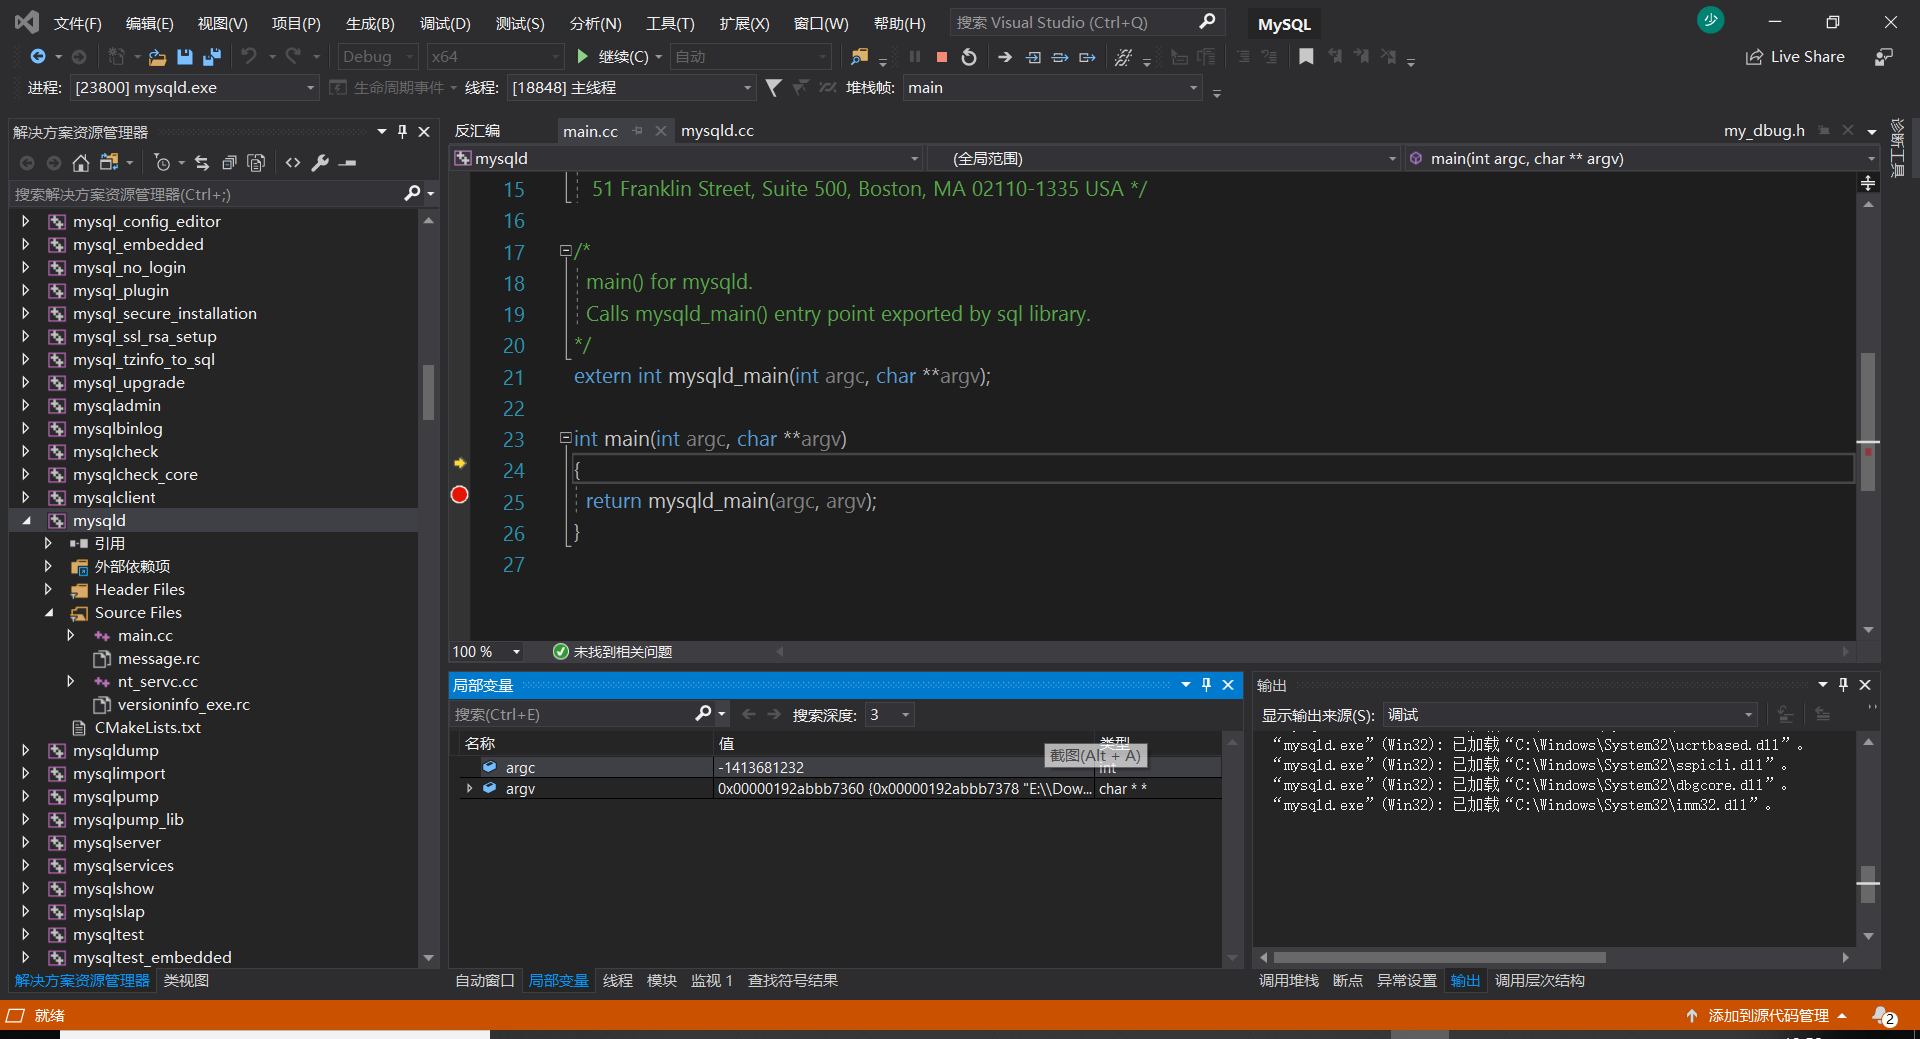 文件(F) 编辑(E) 视图(V) 项目(P) 生成(B) 调试(D) 测试(S) 分析(N) 工具(T) 扩展(X) 窗口(W) 帮助(H) 搜索 Visual Studio (Ctrl+Q) MySQL 少
Debug x64 继续(C) 自动 Live Share
进程: [23800] mysqld.exe 生命周期事件 线程: [18848] 主线程 堆栈帧: main
解决方案资源管理器
搜索解决方案资源管理器(Ctrl+;)
mysql_config_editor
mysql_embedded
mysql_no_login
mysql_plugin
mysql_secure_installation
mysql_ssl_rsa_setup
mysql_tzinfo_to_sql
mysql_upgrade
mysqladmin
mysqlbinlog
mysqlcheck
mysqlcheck_core
mysqlclient
mysqld
引用
外部依赖项
Header Files
Source Files
main.cc
message.rc
nt_servc.cc
versioninfo_exe.rc
CMakeLists.txt
mysqldump
mysqlimport
mysqlpump
mysqlpump_lib
mysqlserver
mysqlservices
mysqlshow
mysqlslap
mysqltest
mysqltest_embedded
解决方案资源管理器 类视图
反汇编 main.cc mysqld.cc my_dbug.h
mysqld (全局范围) main(int argc, char ** argv)
15 51 Franklin Street, Suite 500, Boston, MA 02110-1335 USA */
16
17 /*
18 main() for mysqld.
19 Calls mysqld_main() entry point exported by sql library.
20 */
21 extern int mysqld_main(int argc, char **argv);
22
23 int main(int argc, char **argv)
24 {
25 return mysqld_main(argc, argv);
26 }
27
100 % 未找到相关问题
诊断工具
局部变量
搜索(Ctrl+E) 搜索深度: 3
名称 值 类型
截图(Alt + A)
argc -1413681232 int
argv 0x00000192abbb7360 {0x00000192abbb7378 "E:\\Dow... char * *
自动窗口 局部变量 线程 模块 监视 1 查找符号结果
输出
显示输出来源(S): 调试
“mysqld.exe”(Win32): 已加载“C:\Windows\System32\ucrtbased.dll”。
“mysqld.exe”(Win32): 已加载“C:\Windows\System32\sspicli.dll”。
“mysqld.exe”(Win32): 已加载“C:\Windows\System32\dbgcore.dll”。
“mysqld.exe”(Win32): 已加载“C:\Windows\System32\imm32.dll”。
调用堆栈 断点 异常设置 输出 调用层次结构
就绪 添加到源代码管理 2